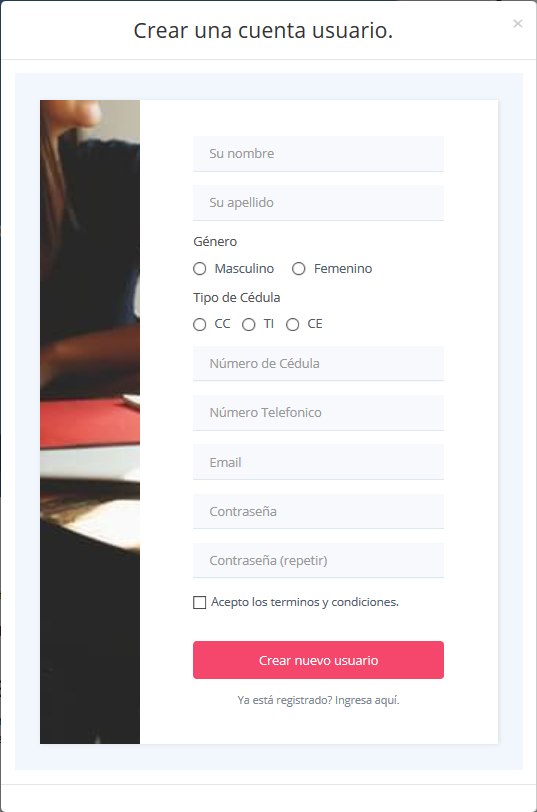 Crear una cuenta usuario.
×
Su nombre
Su apellido
Género
Masculino Femenino
Tipo de Cédula
CC TI CE
Número de Cédula
Número Telefonico
Email
Contraseña
Contraseña (repetir)
Acepto los terminos y condiciones.
Crear nuevo usuario
Ya está registrado? Ingresa aquí.